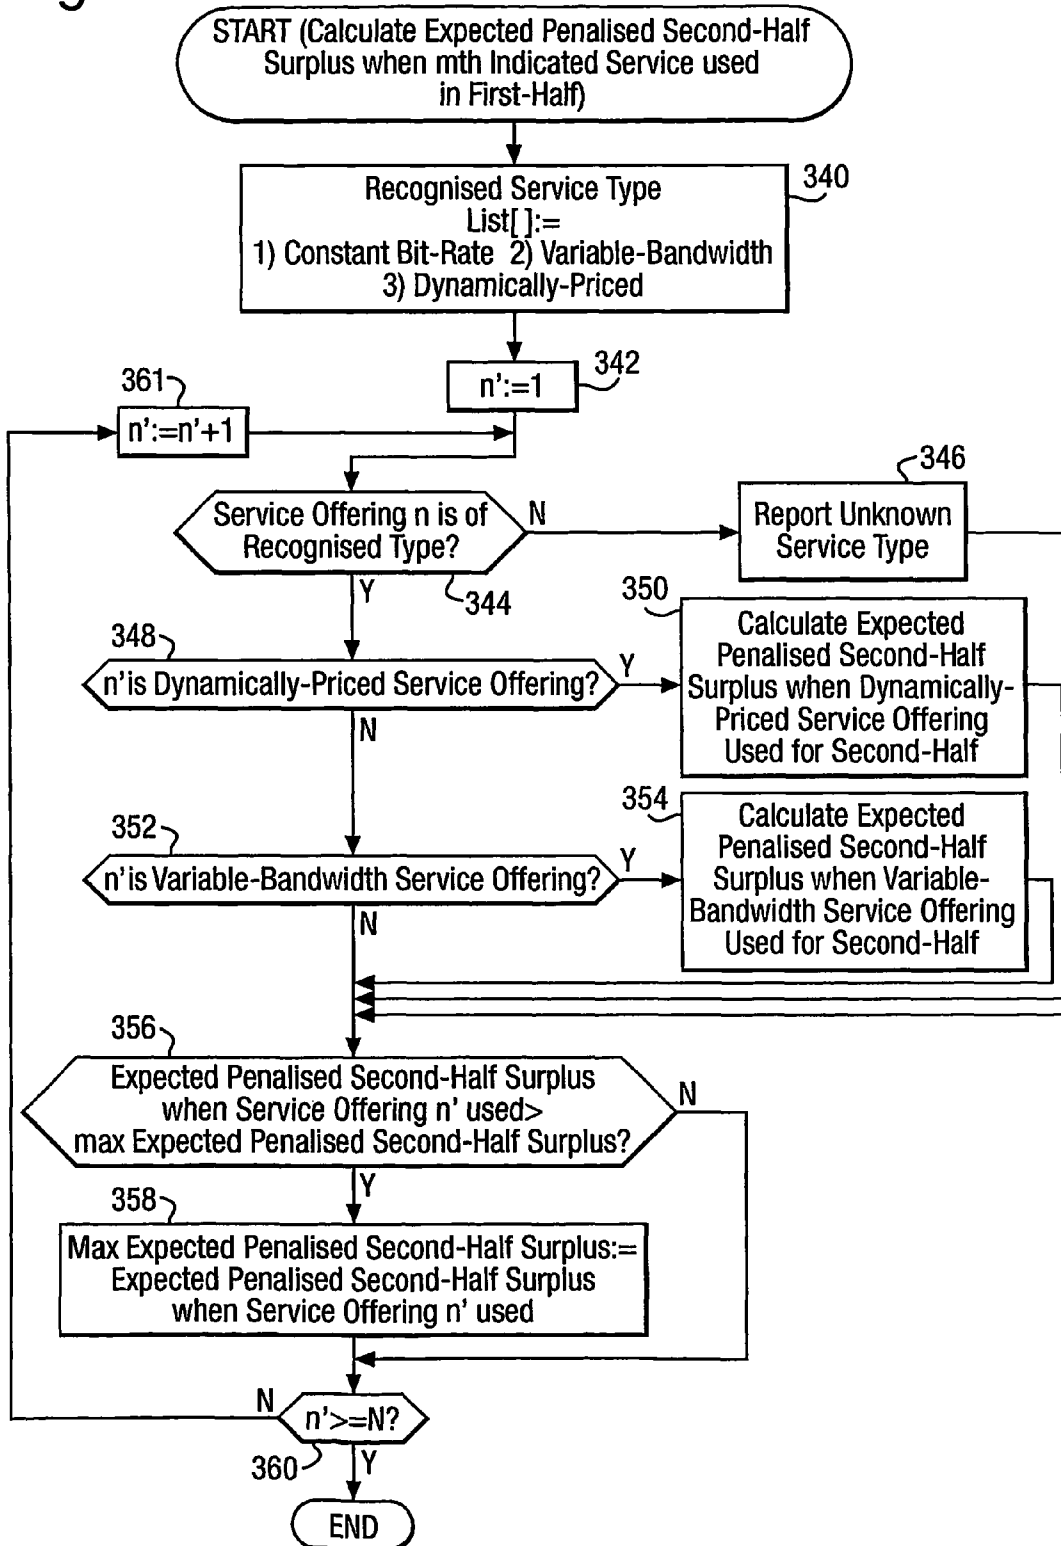 START (Calculate Expected Penalised Second-Half
Surplus when mth Indicated Service used
in First-Half)
Recognised Service Type
List[ ]:=
1) Constant Bit-Rate 2) Variable-Bandwidth
3) Dynamically-Priced
340
n':=1
342
361
n':=n'+1
Service Offering n is of
Recognised Type?
N
344
Y
346
Report Unknown
Service Type
348
n' is Dynamically-Priced Service Offering?
Y
N
350
Calculate Expected
Penalised Second-Half
Surplus when Dynamically-
Priced Service Offering
Used for Second-Half
352
n' is Variable-Bandwidth Service Offering?
Y
N
354
Calculate Expected
Penalised Second-Half
Surplus when Variable-
Bandwidth Service Offering
Used for Second-Half
356
Expected Penalised Second-Half Surplus
when Service Offering n' used>
max Expected Penalised Second-Half Surplus?
N
Y
358
Max Expected Penalised Second-Half Surplus:=
Expected Penalised Second-Half Surplus
when Service Offering n' used
N
n'>=N?
360
Y
END